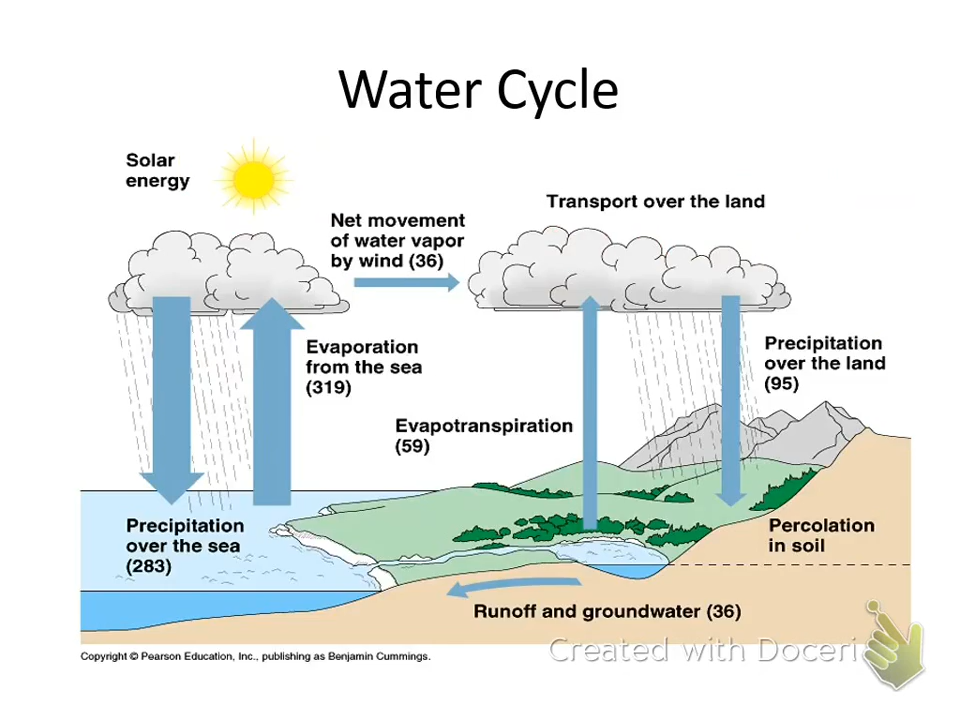 Water Cycle
Solar
energy
Transport over the land
Net movement
of water vapor
by wind (36)
Evaporation
from the sea
(319)
Precipitation
over the land
(95)
Evapotranspiration
(59)
Precipitation
over the sea
(283)
Percolation
in soil
Runoff and groundwater (36)
Copyright © Pearson Education, Inc., publishing as Benjamin Cummings.
Created with Doceri